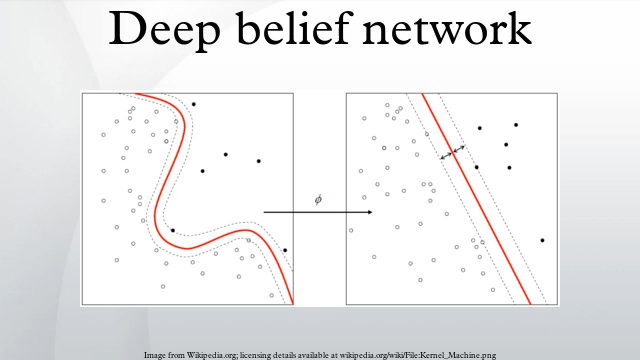 Deep belief network
ϕ
Image from Wikipedia.org; licensing details available at wikipedia.org/wiki/File:Kernel_Machine.png